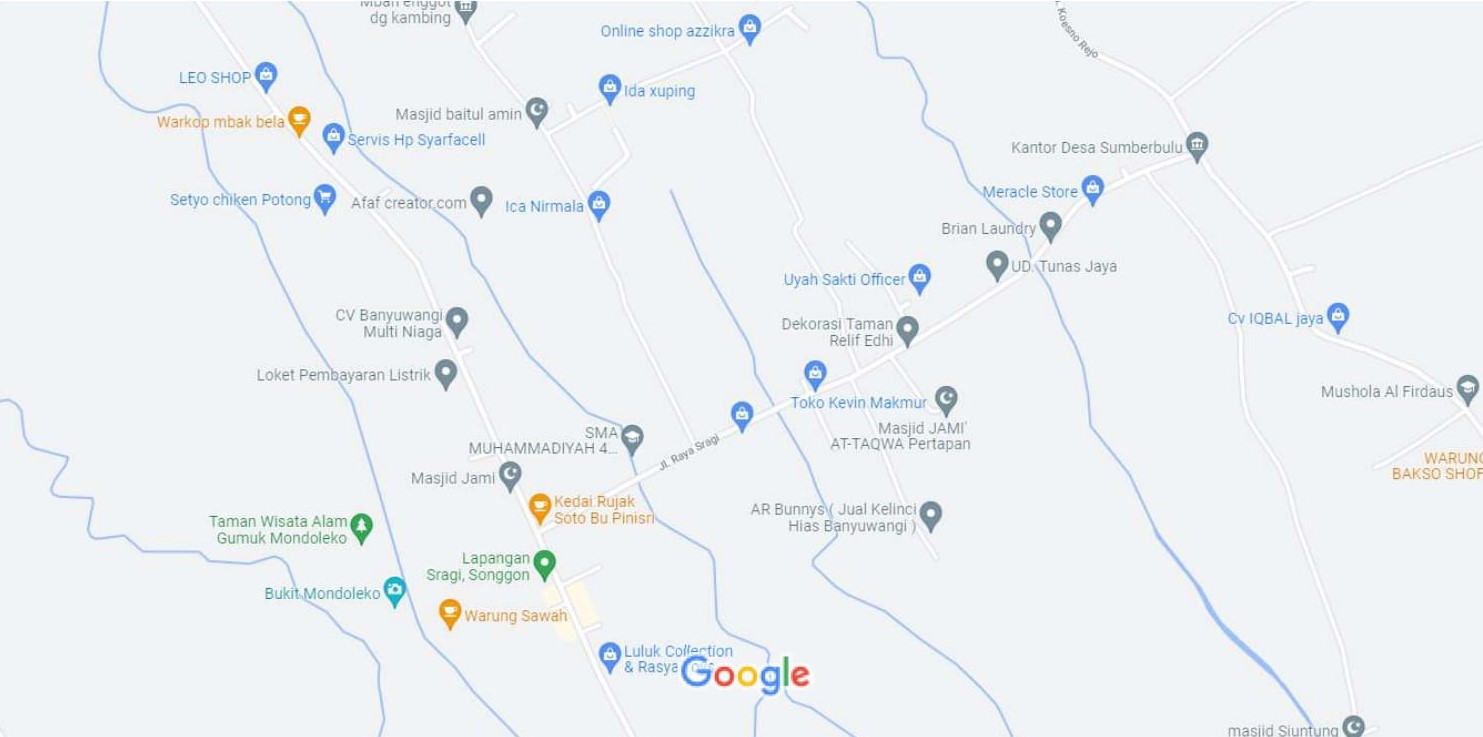 Mbah enggot
dg kambing
Online shop azzikra
. Koesno Rejo
LEO SHOP
Ida xuping
Warkop mbak bela
Masjid baitul amin
Servis Hp Syarfacell
Kantor Desa Sumberbulu
Setyo chiken Potong
Afaf creator.com
Ica Nirmala
Meracle Store
Brian Laundry
UD. Tunas Jaya
Uyah Sakti Officer
CV Banyuwangi
Multi Niaga
Dekorasi Taman
Relif Edhi
Cv IQBAL jaya
Loket Pembayaran Listrik
Toko Kevin Makmur
Mushola Al Firdaus
Masjid JAMI'
AT-TAQWA Pertapan
SMA
MUHAMMADIYAH 4...
Jl. Raya Sragi
WARUNG
BAKSO SHOF
Masjid Jami
Kedai Rujak
Soto Bu Pinisri
AR Bunnys ( Jual Kelinci
Hias Banyuwangi )
Taman Wisata Alam
Gumuk Mondoleko
Lapangan
Sragi, Songgon
Bukit Mondoleko
Warung Sawah
Luluk Collection
& Rasya
Google
masjid Siuntung